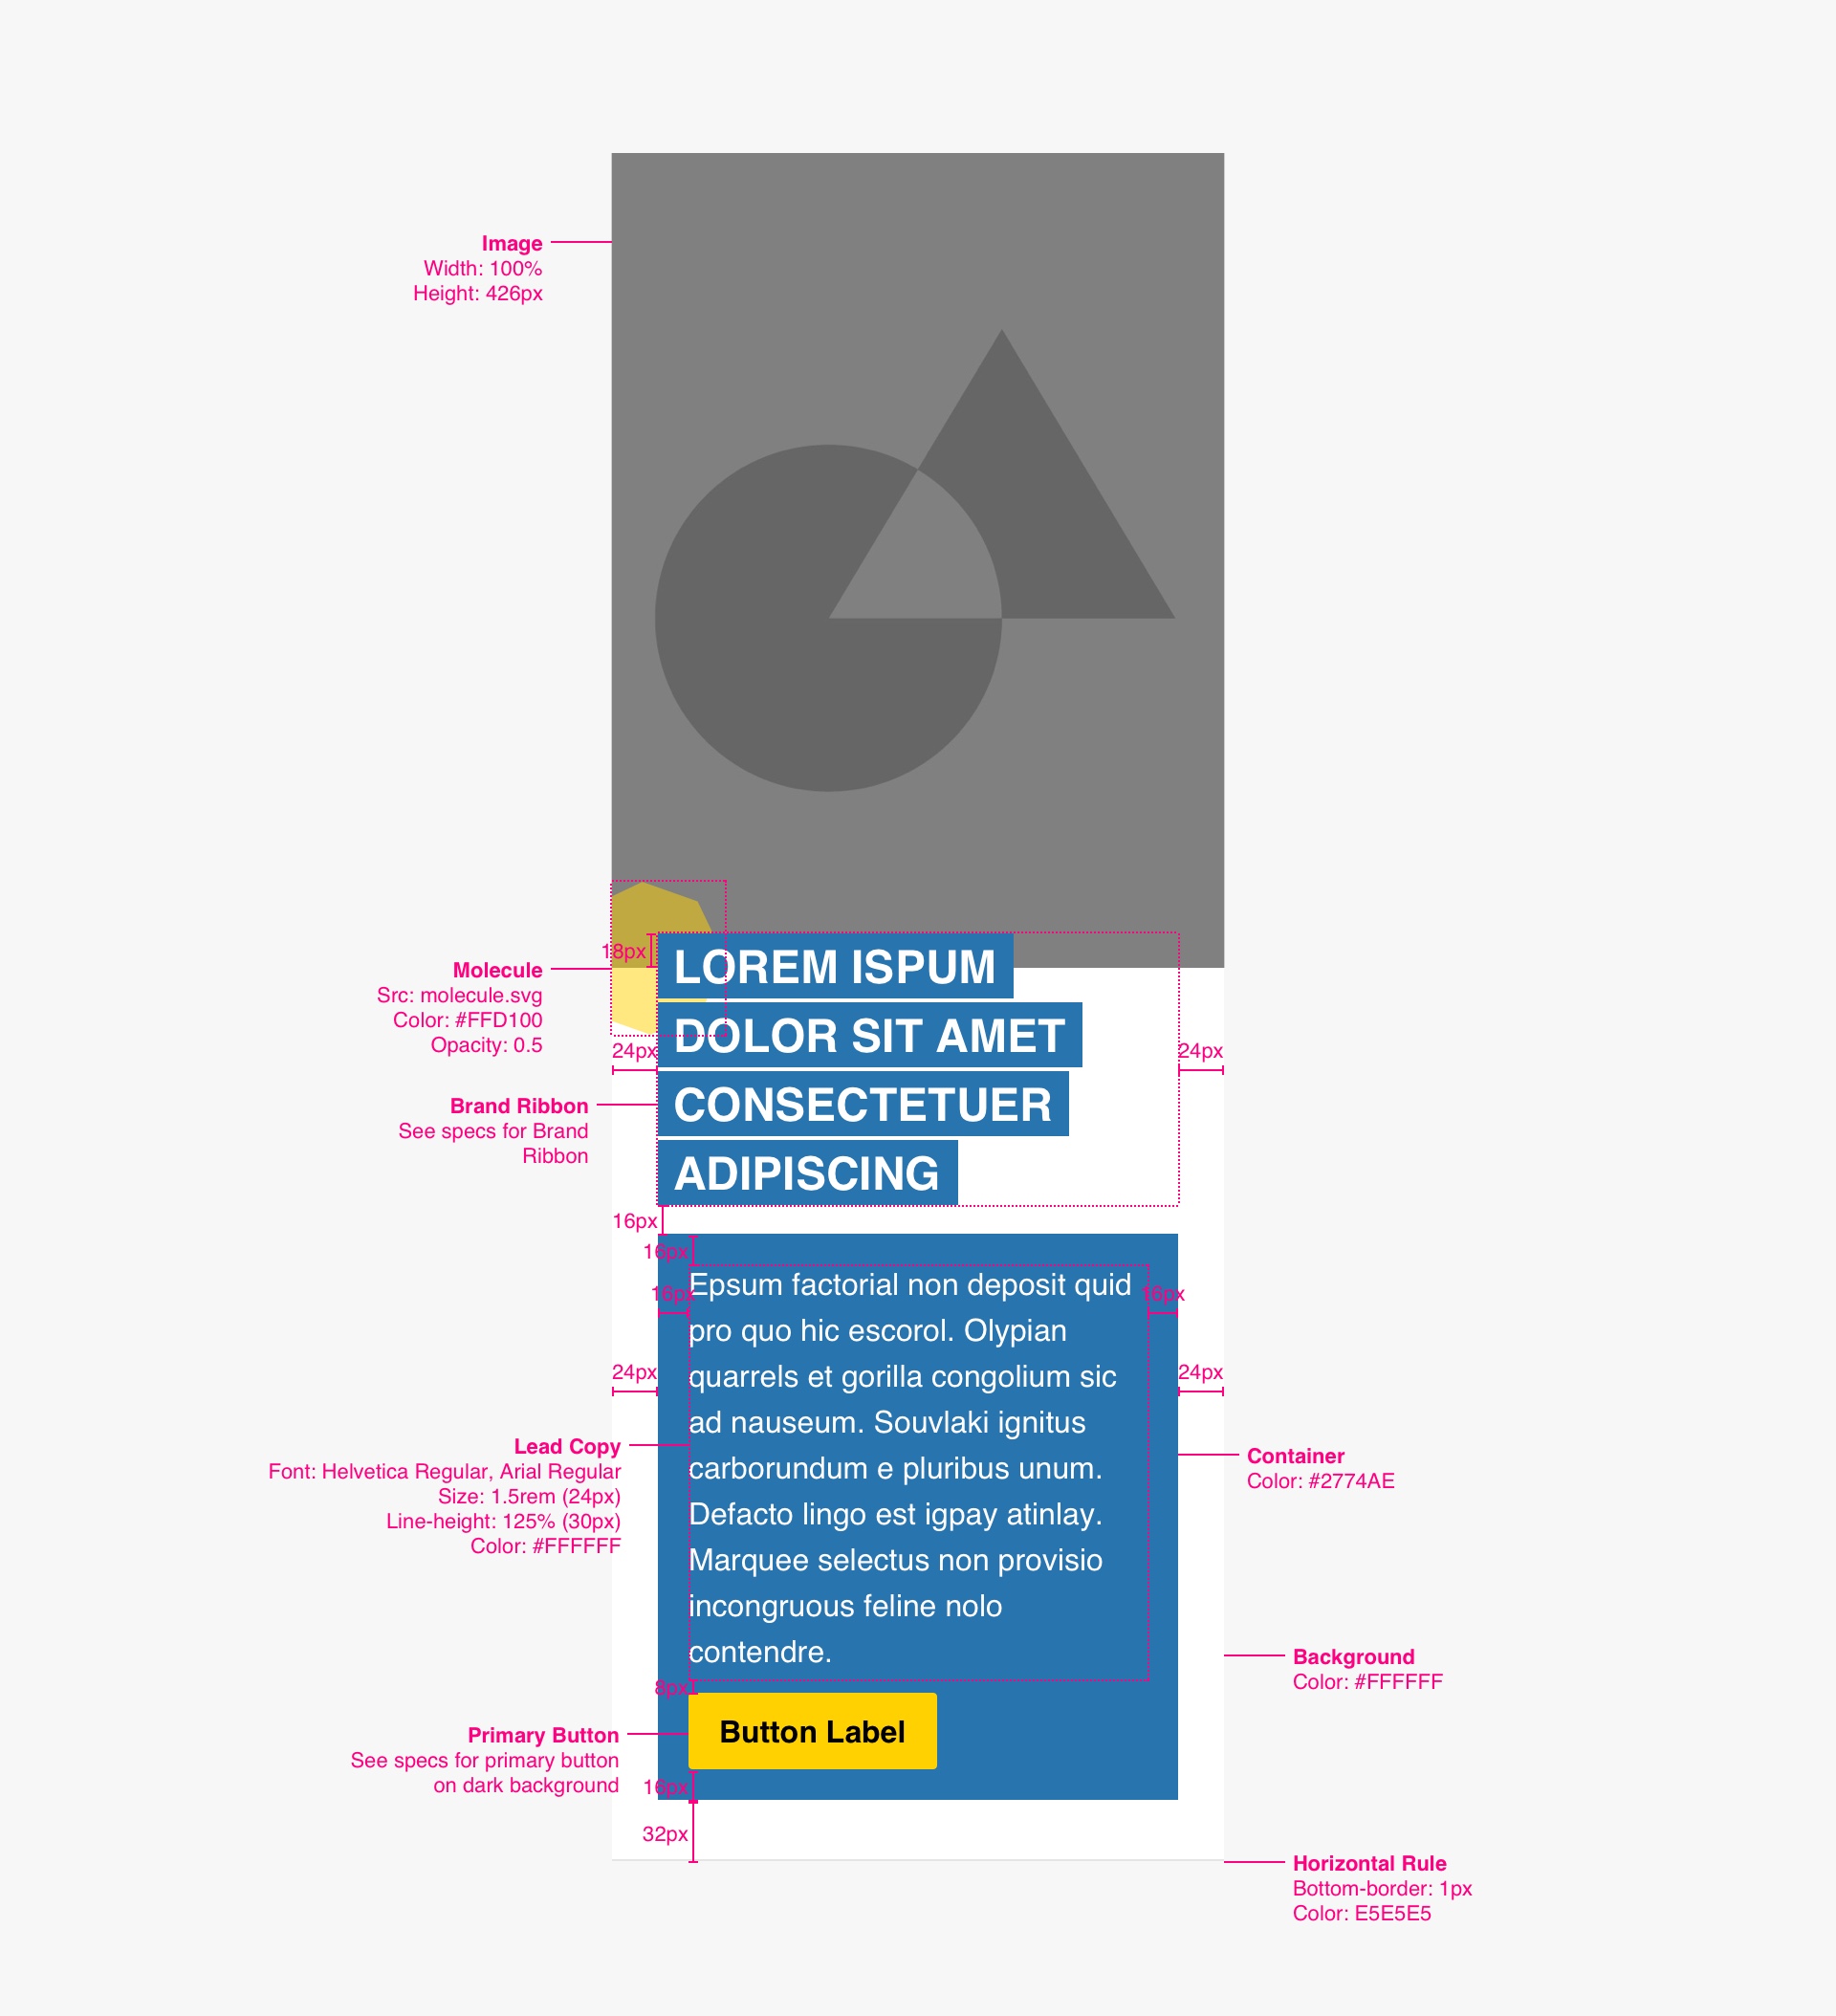 Image
Width: 100%
Height: 426px
18px
LOREM ISPUM
Molecule
Src: molecule.svg
Color: #FFD100
Opacity: 0.5
DOLOR SIT AMET
24px
24px
Brand Ribbon
See specs for Brand
Ribbon
CONSECTETUER
ADIPISCING
16px
16px
16px
16px
Epsum factorial non deposit quid
pro quo hic escorol. Olypian
quarrels et gorilla congolium sic
ad nauseum. Souvlaki ignitus
carborundum e pluribus unum.
Defacto lingo est igpay atinlay.
Marquee selectus non provisio
incongruous feline nolo
contendre.
24px
24px
Lead Copy
Font: Helvetica Regular, Arial Regular
Size: 1.5rem (24px)
Line-height: 125% (30px)
Color: #FFFFFF
Container
Color: #2774AE
Background
Color: #FFFFFF
8px
Button Label
Primary Button
See specs for primary button
on dark background
16px
32px
Horizontal Rule
Bottom-border: 1px
Color: E5E5E5